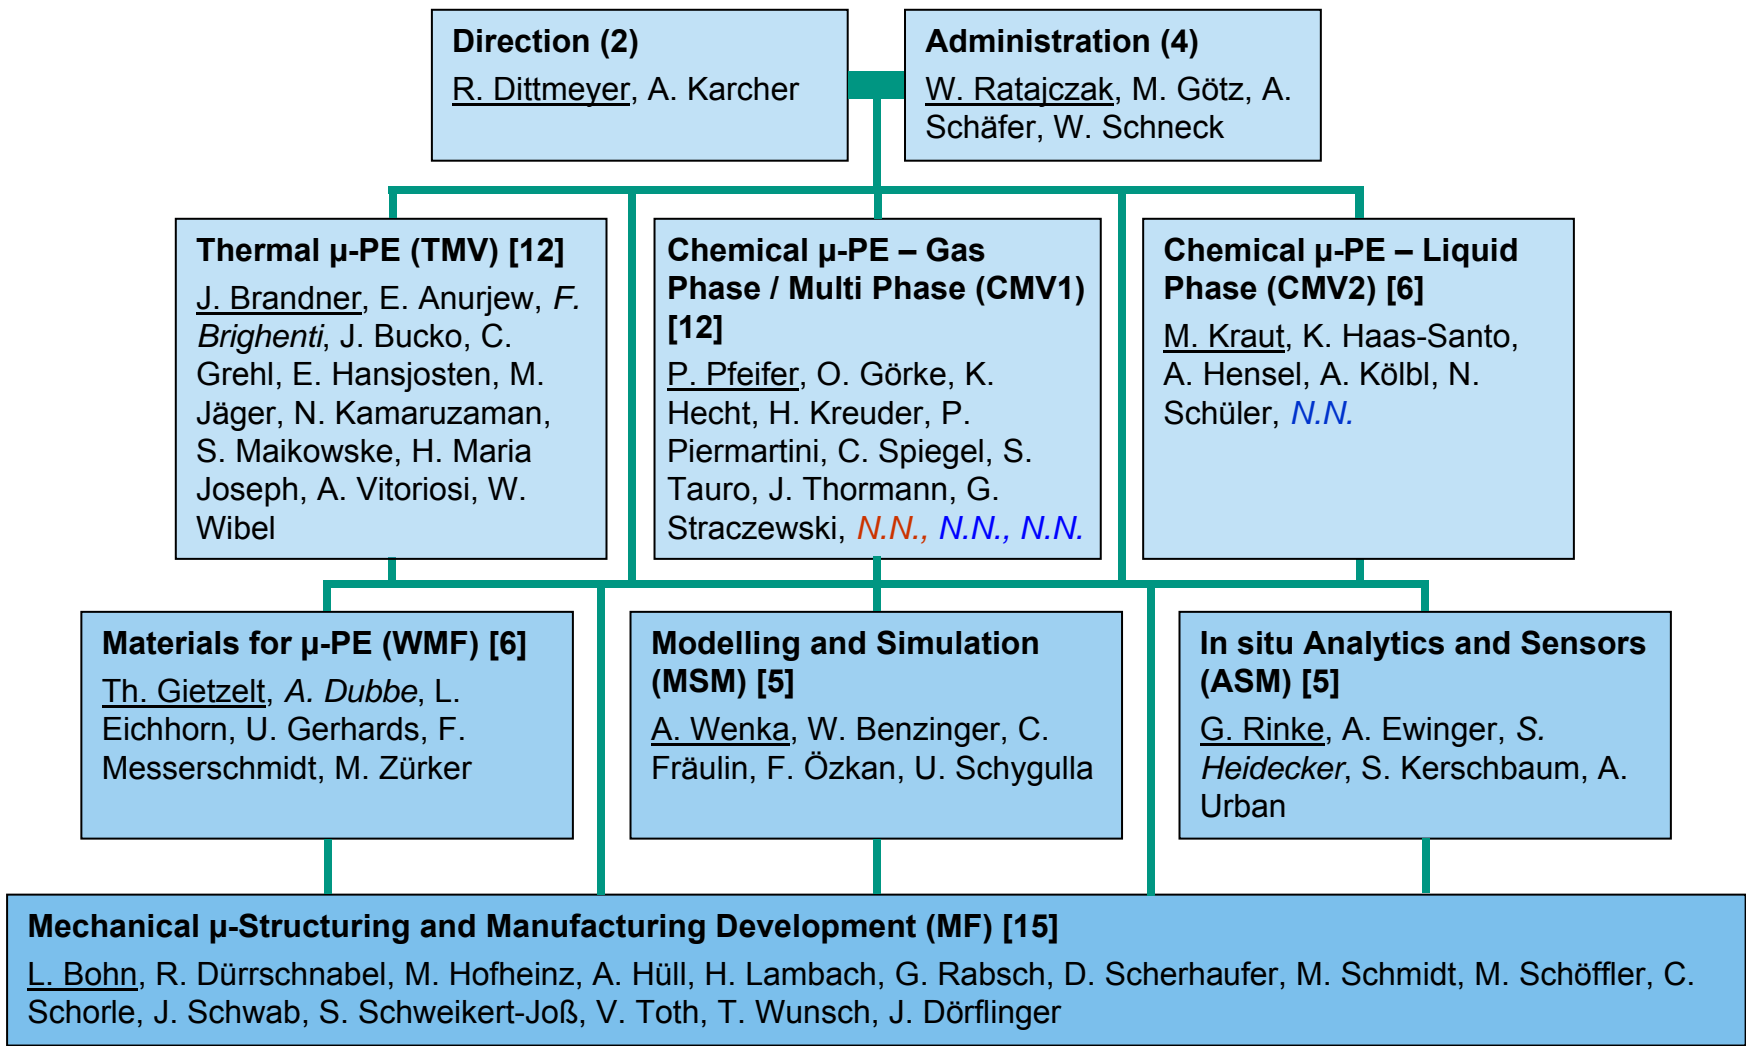 Direction (2)
R. Dittmeyer, A. Karcher
Administration (4)
W. Ratajczak, M. Götz, A.
Schäfer, W. Schneck
Thermal µ-PE (TMV) [12]
J. Brandner, E. Anurjew, F.
Brighenti, J. Bucko, C.
Grehl, E. Hansjosten, M.
Jäger, N. Kamaruzaman,
S. Maikowske, H. Maria
Joseph, A. Vitoriosi, W.
Wibel
Chemical µ-PE – Gas
Phase / Multi Phase (CMV1)
[12]
P. Pfeifer, O. Görke, K.
Hecht, H. Kreuder, P.
Piermartini, C. Spiegel, S.
Tauro, J. Thormann, G.
Straczewski, N.N., N.N., N.N.
Chemical µ-PE – Liquid
Phase (CMV2) [6]
M. Kraut, K. Haas-Santo,
A. Hensel, A. Kölbl, N.
Schüler, N.N.
Materials for µ-PE (WMF) [6]
Th. Gietzelt, A. Dubbe, L.
Eichhorn, U. Gerhards, F.
Messerschmidt, M. Zürker
Modelling and Simulation
(MSM) [5]
A. Wenka, W. Benzinger, C.
Fräulin, F. Özkan, U. Schygulla
In situ Analytics and Sensors
(ASM) [5]
G. Rinke, A. Ewinger, S.
Heidecker, S. Kerschbaum, A.
Urban
Mechanical µ-Structuring and Manufacturing Development (MF) [15]
L. Bohn, R. Dürrschnabel, M. Hofheinz, A. Hüll, H. Lambach, G. Rabsch, D. Scherhaufer, M. Schmidt, M. Schöffler, C.
Schorle, J. Schwab, S. Schweikert-Joß, V. Toth, T. Wunsch, J. Dörflinger